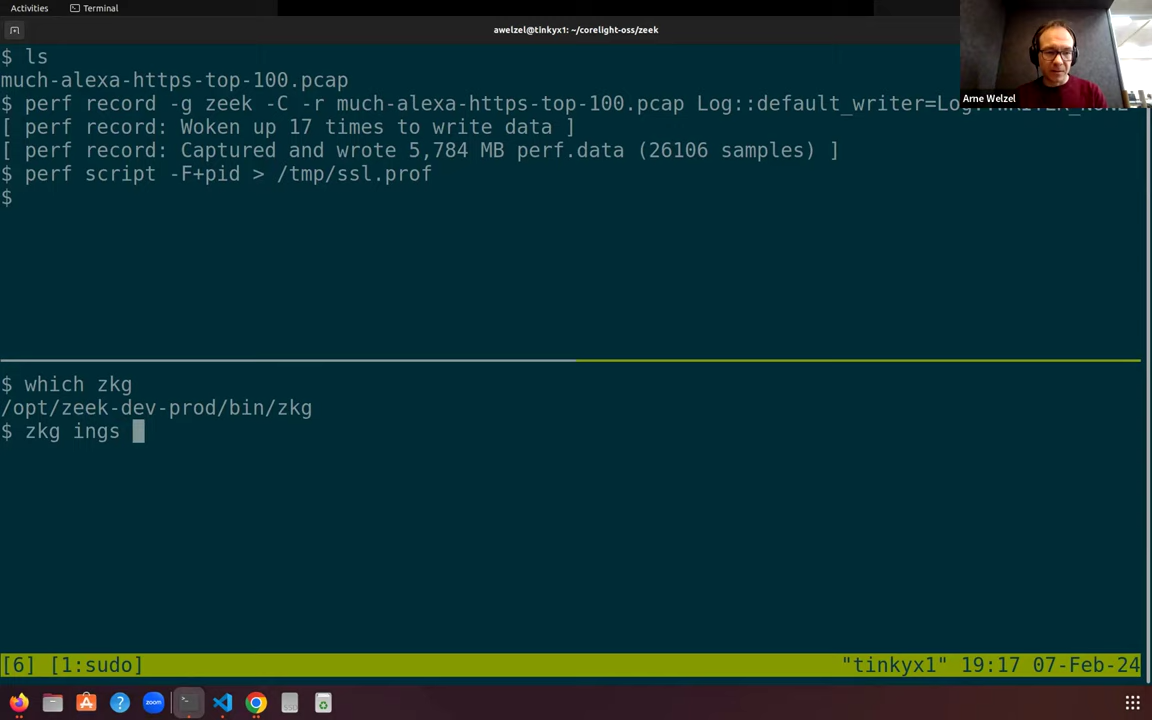 Activities
Terminal
awelzel@tinkyx1: ~/corelight-oss/zeek
Arne Welzel
$ ls
much-alexa-https-top-100.pcap
$ perf record -g zeek -C -r much-alexa-https-top-100.pcap Log::default_writer=Log
[ perf record: Woken up 17 times to write data ]
[ perf record: Captured and wrote 5,784 MB perf.data (26106 samples) ]
$ perf script -F+pid > /tmp/ssl.prof
$
$ which zkg
/opt/zeek-dev-prod/bin/zkg
$ zkg ings
[6] [1:sudo]
"tinkyx1" 19:17 07-Feb-24
zoom